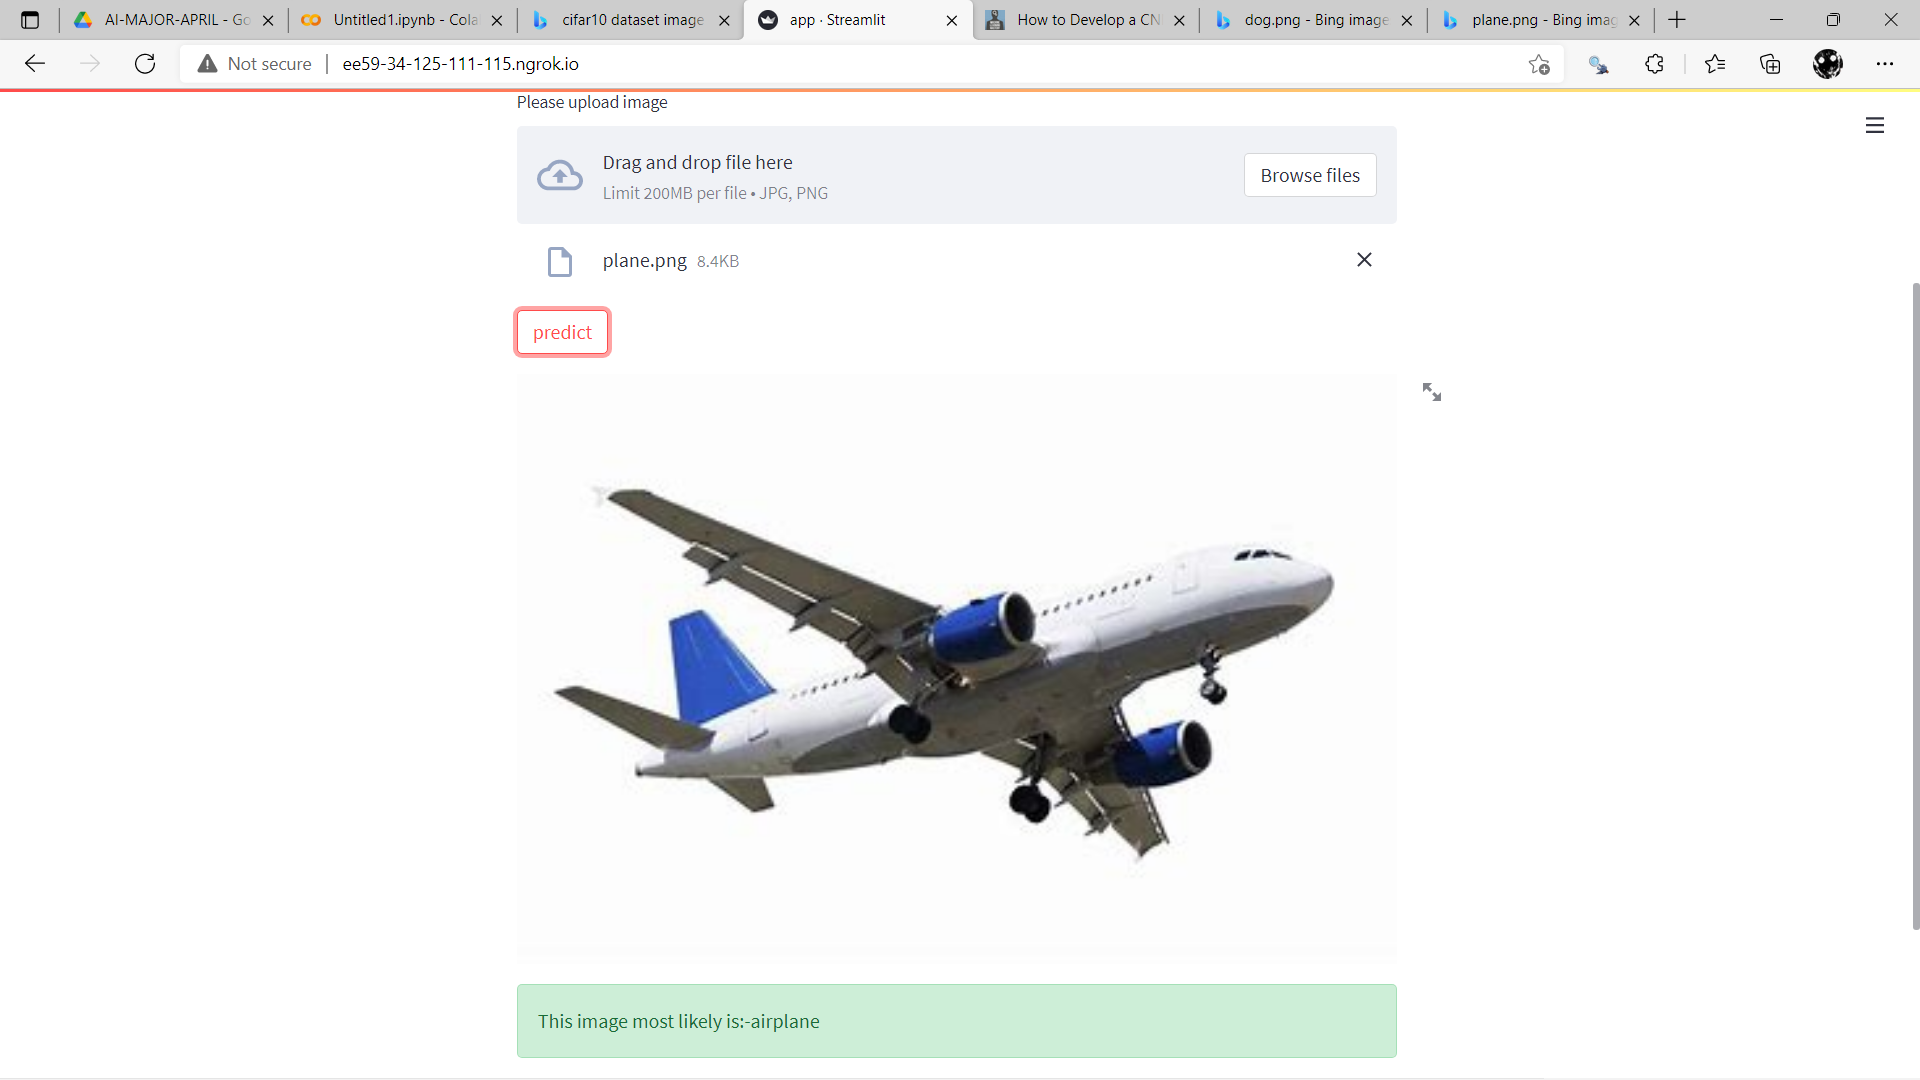 AI-MAJOR-APRIL - Go
Untitled1.ipynb - Cola
cifar10 dataset image
app · Streamlit
How to Develop a CN
dog.png - Bing image
plane.png - Bing imag
Not secure
ee59-34-125-111-115.ngrok.io
Please upload image
Drag and drop file here
Limit 200MB per file • JPG, PNG
Browse files
plane.png 8.4KB
predict
This image most likely is:-airplane